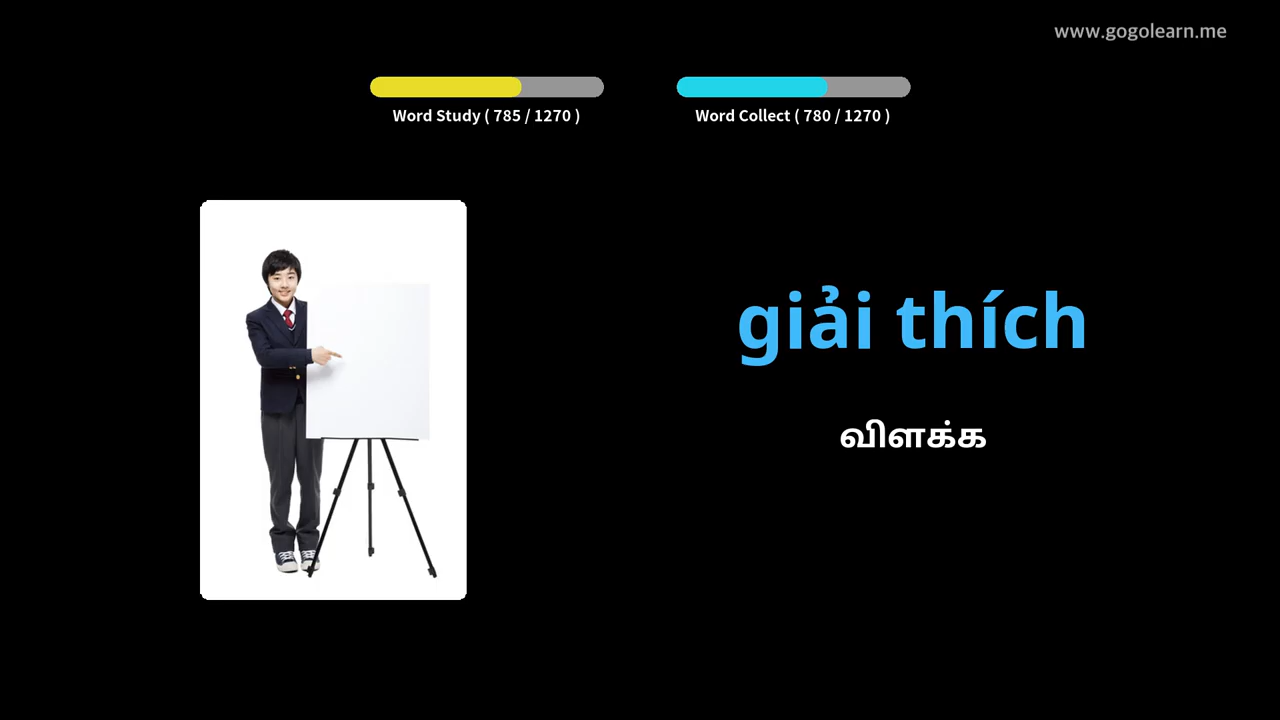 www.gogolearn.me
Word Study ( 785 / 1270 )
Word Collect ( 780 / 1270 )
giải thích
விளக்க